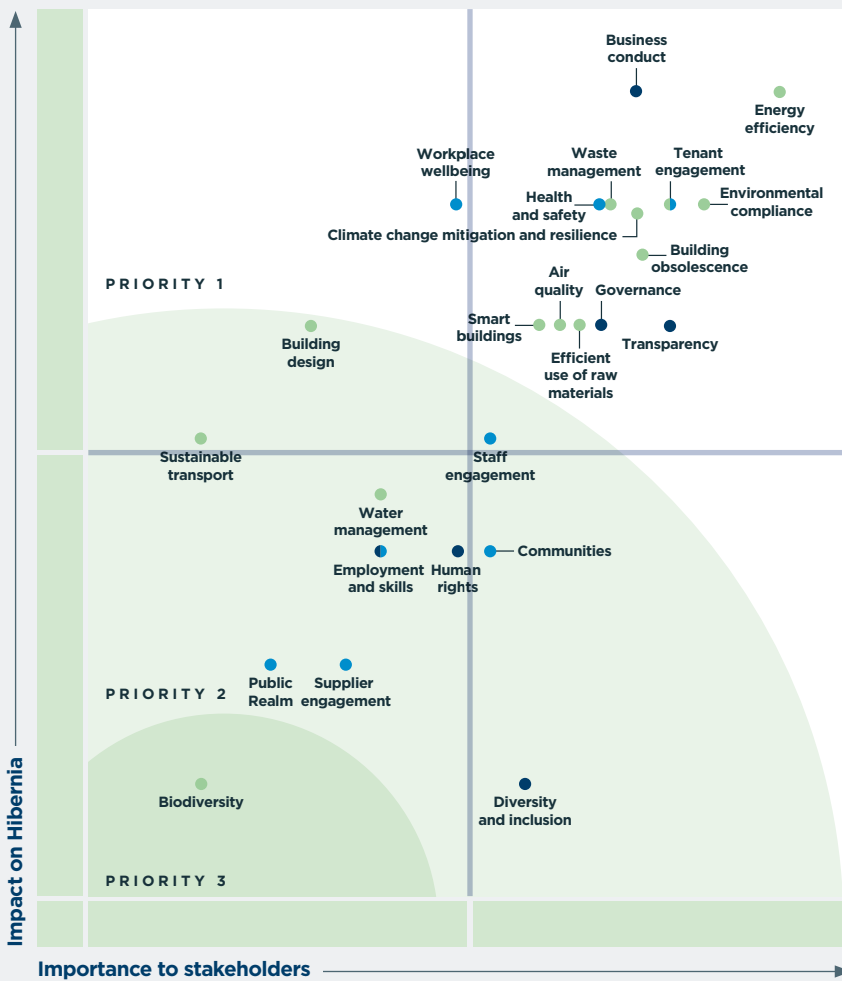 Business
conduct
Energy
efficiency
Workplace
wellbeing
Waste
management
Tenant
engagement
Health
and safety
Environmental
compliance
Climate change mitigation and resilience
Building
obsolescence
PRIORITY 1
Air
quality
Governance
Smart
buildings
Transparency
Efficient
use of raw
materials
Building
design
Sustainable
transport
Staff
engagement
Water
management
Employment
and skills
Human
rights
Communities
PRIORITY 2
Public
Realm
Supplier
engagement
Biodiversity
Diversity
and inclusion
PRIORITY 3
Impact on Hibernia
Importance to stakeholders